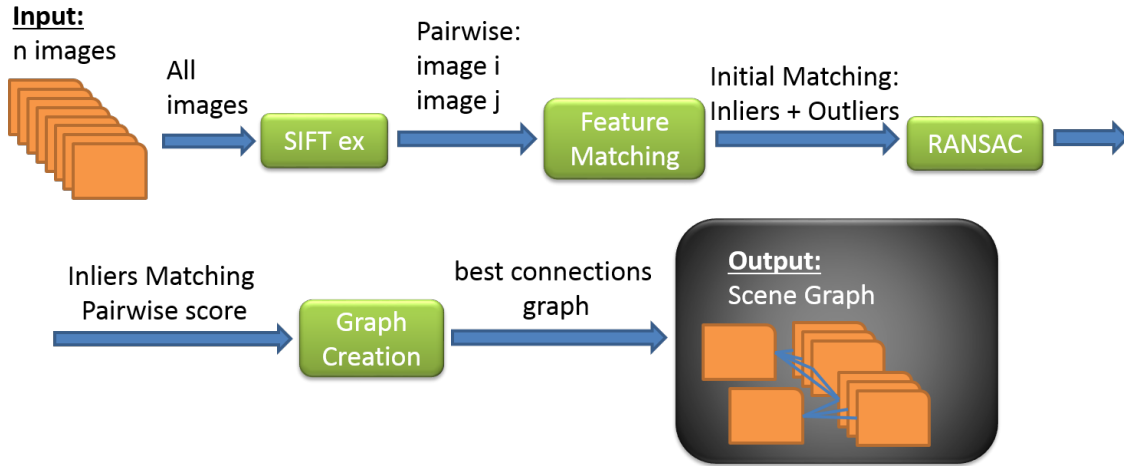 Input:
n images
All
images
SIFT ex
Pairwise:
image i
image j
Feature
Matching
Initial Matching:
Inliers + Outliers
RANSAC
Inliers Matching
Pairwise score
Graph
Creation
best connections
graph
Output:
Scene Graph